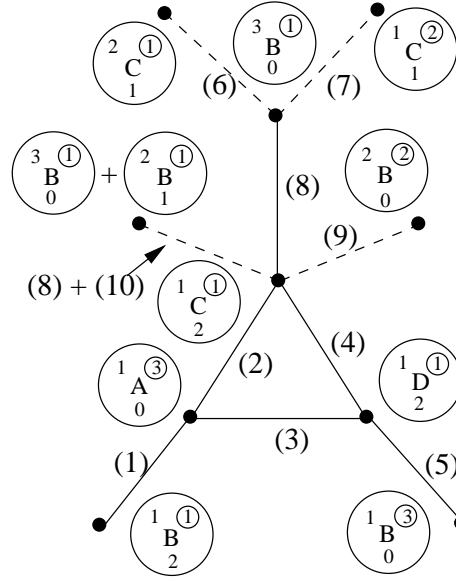 2 C 1 1
3 B 1 0
1 C 2 1
(6)
(7)
3 B 1 0 + 2 B 1 1
(8)
2 B 2 0
(8) + (10)
(9)
1 C 1 2
(2)
(4)
1 A 3 0
1 D 1 2
(3)
(1)
(5)
1 B 1 2
1 B 3 0